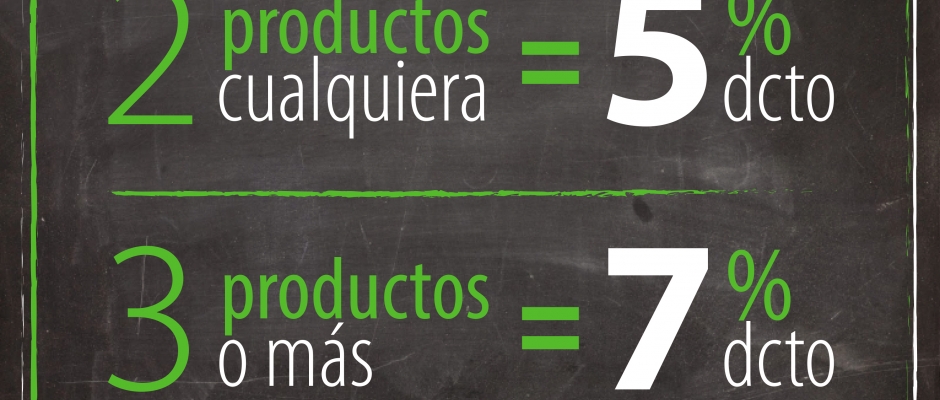 2 productos = 5 %
cualquiera dcto
3 productos = 7 %
o más dcto